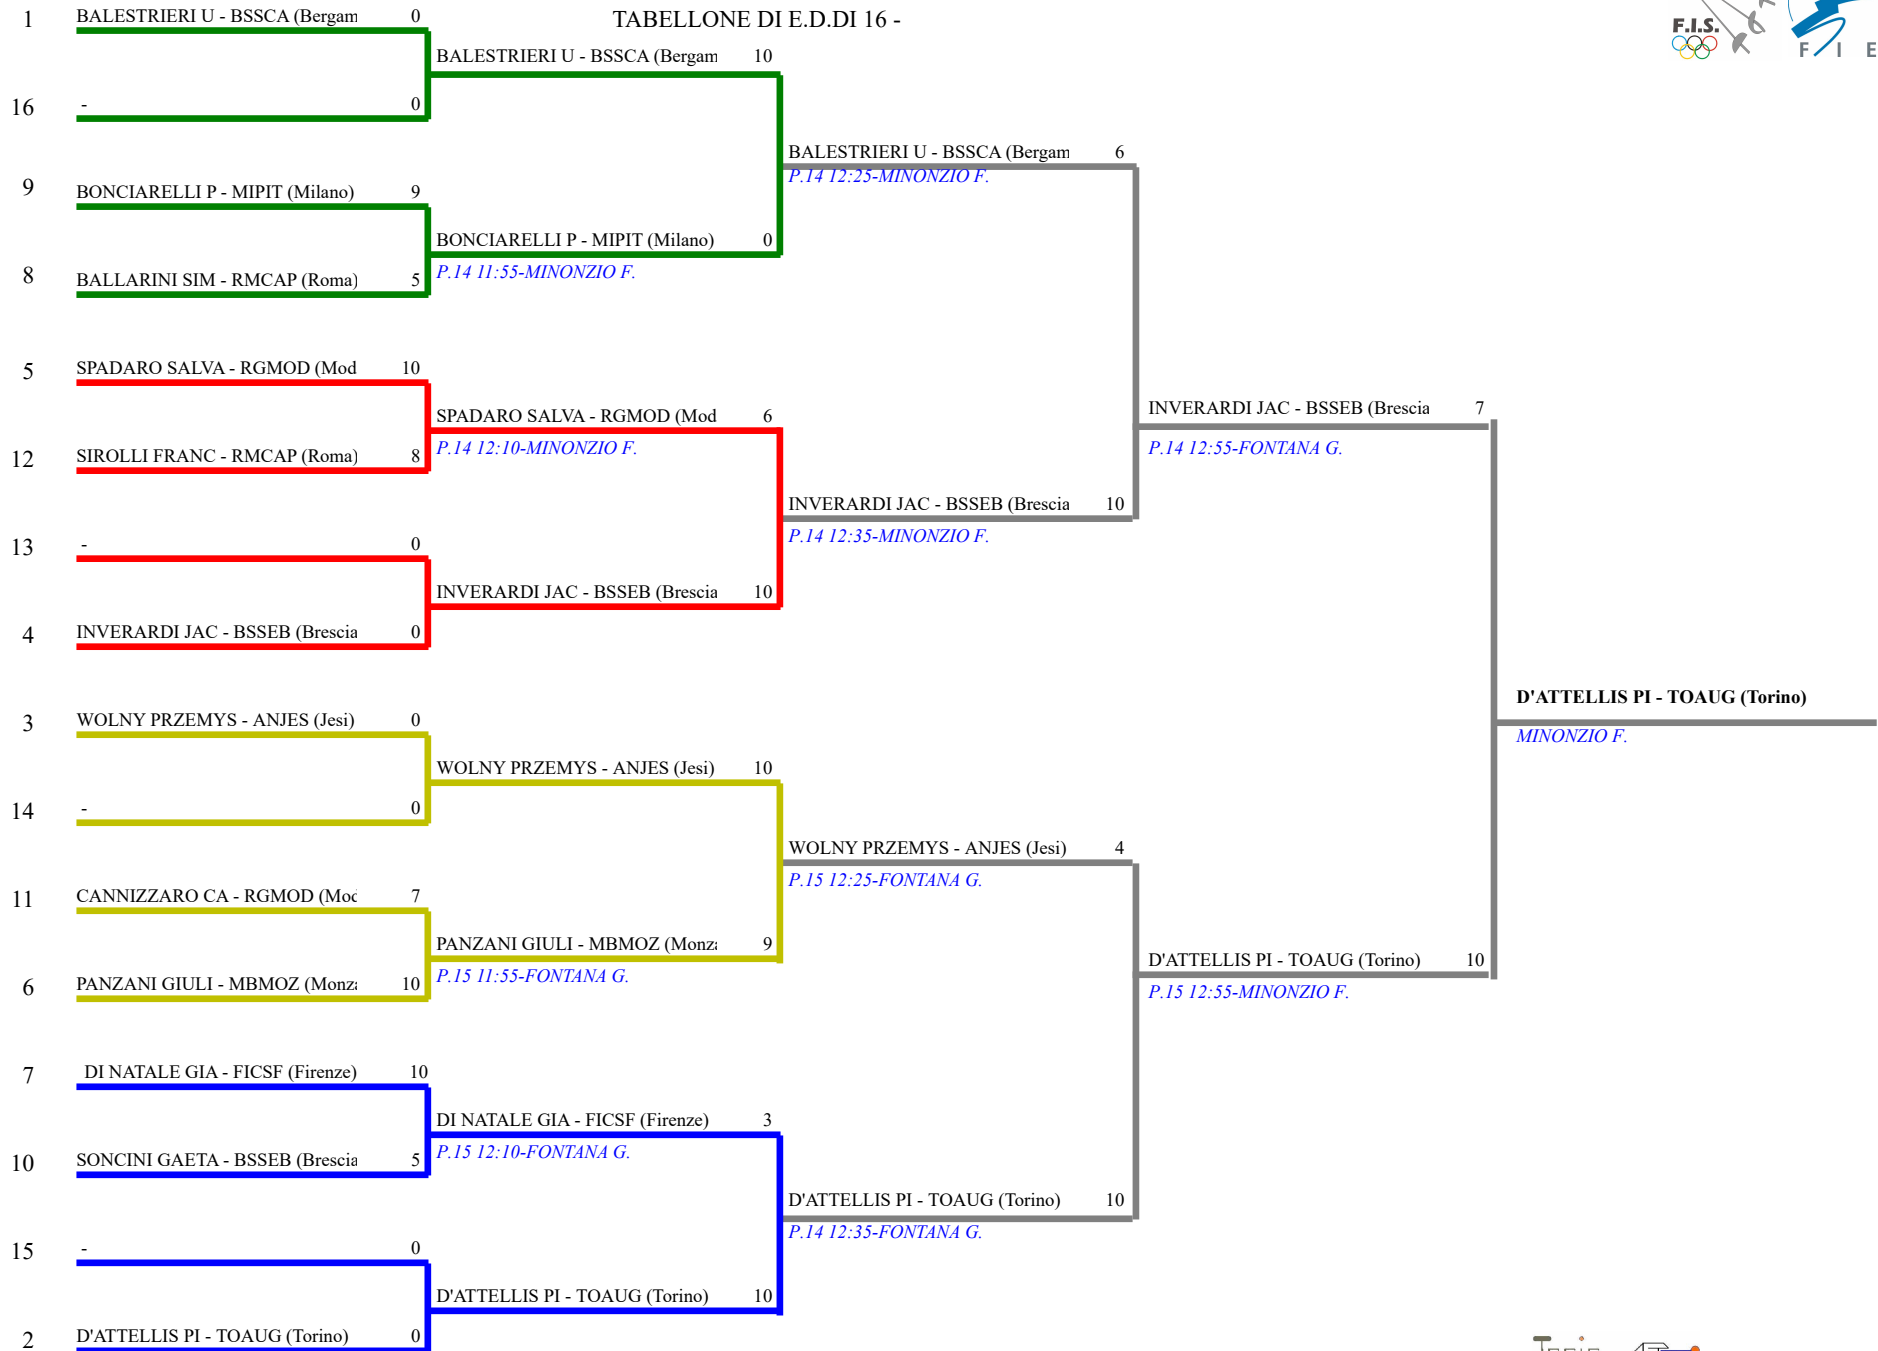 1 BALESTRIERI U - BSSCA (Bergam 0
TABELLONE DI E.D.DI 16 -
F.I.S.
F I E
BALESTRIERI U - BSSCA (Bergam 10
16 - 0
BALESTRIERI U - BSSCA (Bergam 6
P.14 12:25-MINONZIO F.
9 BONCIARELLI P - MIPIT (Milano) 9
BONCIARELLI P - MIPIT (Milano) 0
P.14 11:55-MINONZIO F.
8 BALLARINI SIM - RMCAP (Roma) 5
5 SPADARO SALVA - RGMOD (Mod 10
SPADARO SALVA - RGMOD (Mod 6
P.14 12:10-MINONZIO F.
INVERARDI JAC - BSSEB (Brescia 7
P.14 12:55-FONTANA G.
12 SIROLLI FRANC - RMCAP (Roma) 8
INVERARDI JAC - BSSEB (Brescia 10
P.14 12:35-MINONZIO F.
13 - 0
INVERARDI JAC - BSSEB (Brescia 10
4 INVERARDI JAC - BSSEB (Brescia 0
D'ATTELLIS PI - TOAUG (Torino)
MINONZIO F.
3 WOLNY PRZEMYS - ANJES (Jesi) 0
WOLNY PRZEMYS - ANJES (Jesi) 10
14 - 0
WOLNY PRZEMYS - ANJES (Jesi) 4
P.15 12:25-FONTANA G.
11 CANNIZZARO CA - RGMOD (Mod 7
PANZANI GIULI - MBMOZ (Monza 9
P.15 11:55-FONTANA G.
D'ATTELLIS PI - TOAUG (Torino) 10
P.15 12:55-MINONZIO F.
6 PANZANI GIULI - MBMOZ (Monza 10
7 DI NATALE GIA - FICSF (Firenze) 10
DI NATALE GIA - FICSF (Firenze) 3
P.15 12:10-FONTANA G.
10 SONCINI GAETA - BSSEB (Brescia 5
D'ATTELLIS PI - TOAUG (Torino) 10
P.14 12:35-FONTANA G.
15 - 0
D'ATTELLIS PI - TOAUG (Torino) 10
2 D'ATTELLIS PI - TOAUG (Torino) 0